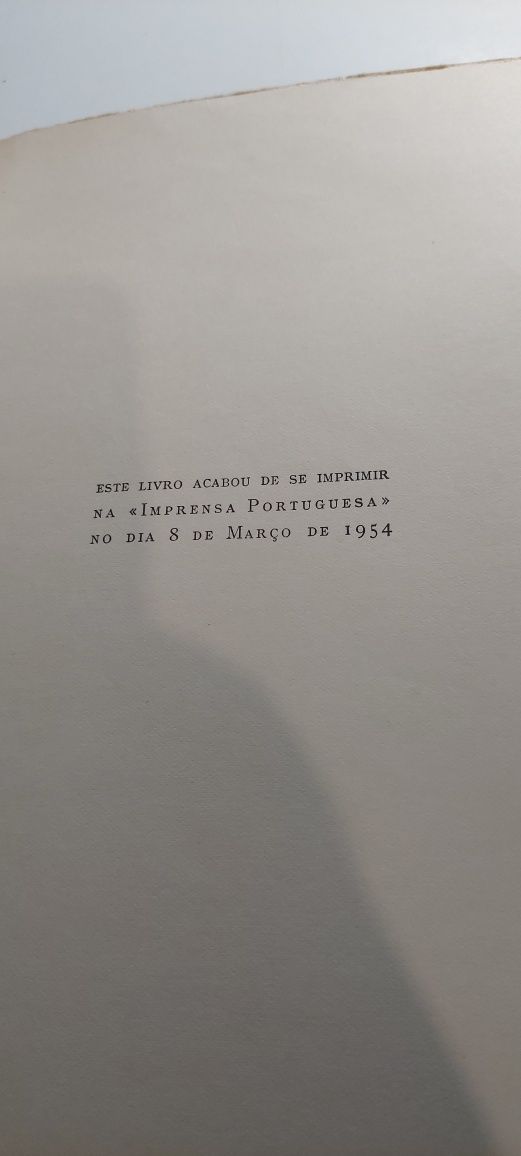 ESTE LIVRO ACABOU DE SE IMPRIMIR
NA «IMPRENSA PORTUGUESA»
NO DIA 8 DE MARÇO DE 1954